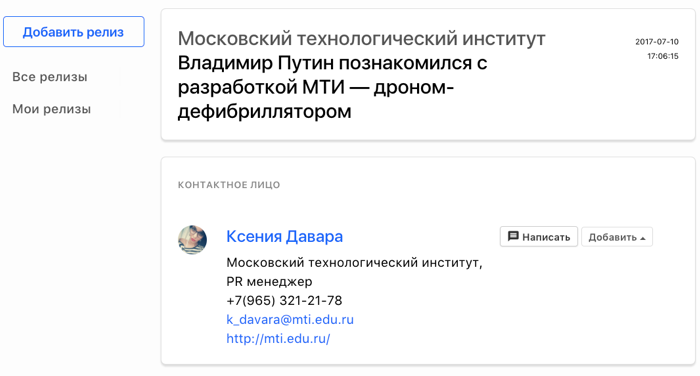 Добавить релиз
Все релизы
Мои релизы
Московский технологический институт
Владимир Путин познакомился с
разработкой МТИ — дроном-
дефибриллятором
2017-07-10
17:06:15
КОНТАКТНОЕ ЛИЦО
Ксения Давара
Написать
Добавить
Московский технологический институт,
PR менеджер
+7(965) 321-21-78
k_davara@mti.edu.ru
http://mti.edu.ru/